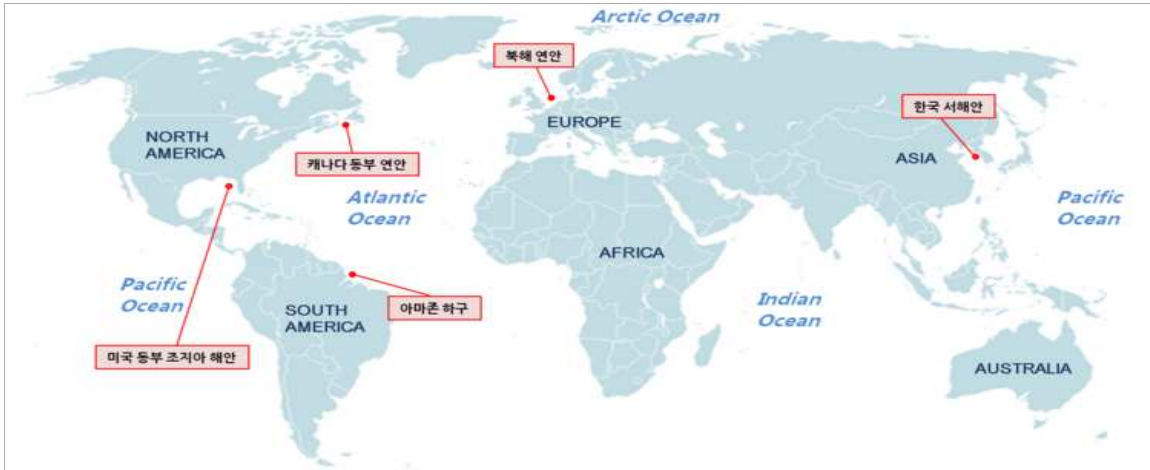 Arctic Ocean
북해 연안
한국 서해안
EUROPE
NORTH
AMERICA
캐나다 동부 연안
ASIA
Atlantic
Ocean
Pacific
Ocean
AFRICA
Pacific
Ocean
SOUTH
AMERICA
아마존 하구
Indian
Ocean
미국 동부 조지아 해안
AUSTRALIA